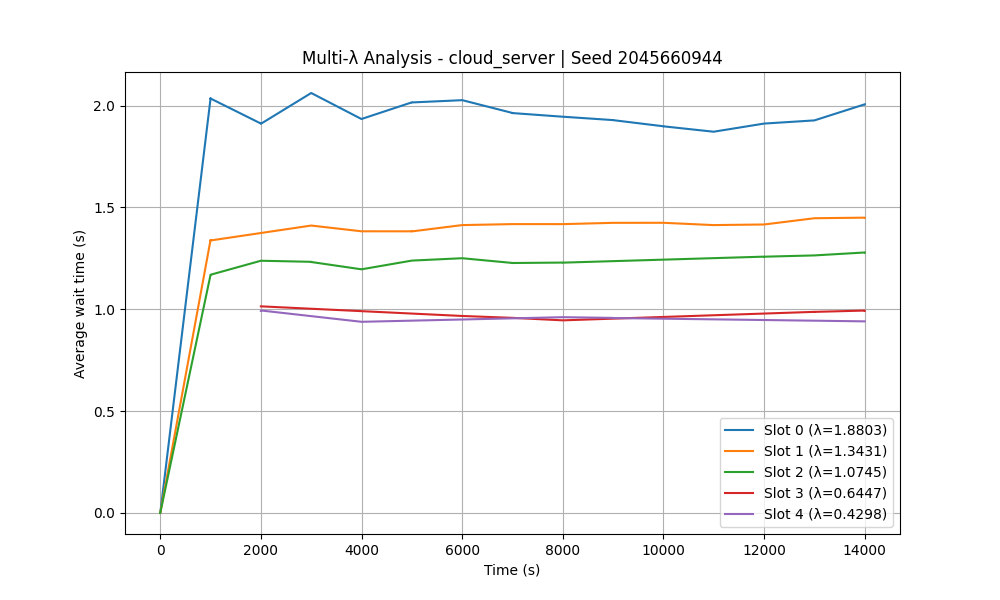 Multi-λ Analysis - cloud_server | Seed 2045660944
Average wait time (s)
2.0
1.5
1.0
0.5
0.0
Slot 0 (λ=1.8803)
Slot 1 (λ=1.3431)
Slot 2 (λ=1.0745)
Slot 3 (λ=0.6447)
Slot 4 (λ=0.4298)
0 2000 4000 6000 8000 10000 12000 14000
Time (s)